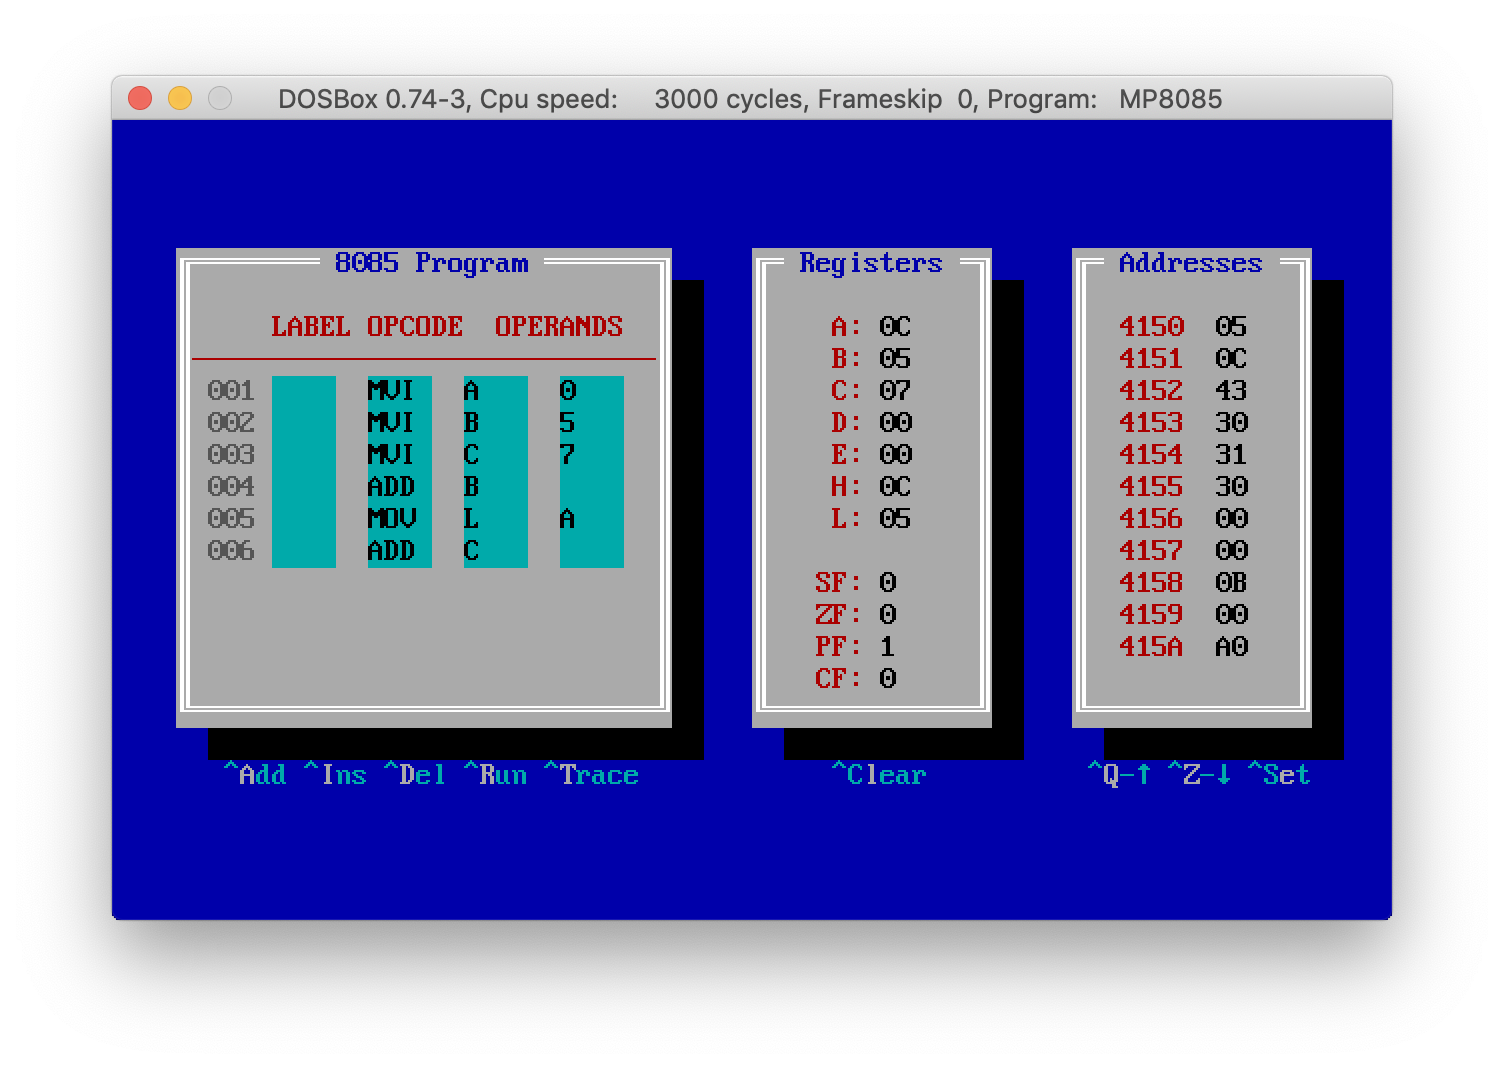 DOSBox 0.74-3, Cpu speed: 3000 cycles, Frameskip 0, Program: MP8085
8085 Program
LABEL OPCODE OPERANDS
001 MVI A 0
002 MVI B 5
003 MVI C 7
004 ADD B
005 MOV L A
006 ADD C
^Add ^Ins ^Del ^Run ^Trace
Registers
A: 0C
B: 05
C: 07
D: 00
E: 00
H: 0C
L: 05
SF: 0
ZF: 0
PF: 1
CF: 0
^Clear
Addresses
4150 05
4151 0C
4152 43
4153 30
4154 31
4155 30
4156 00
4157 00
4158 0B
4159 00
415A A0
^Q-↑ ^Z-↓ ^Set